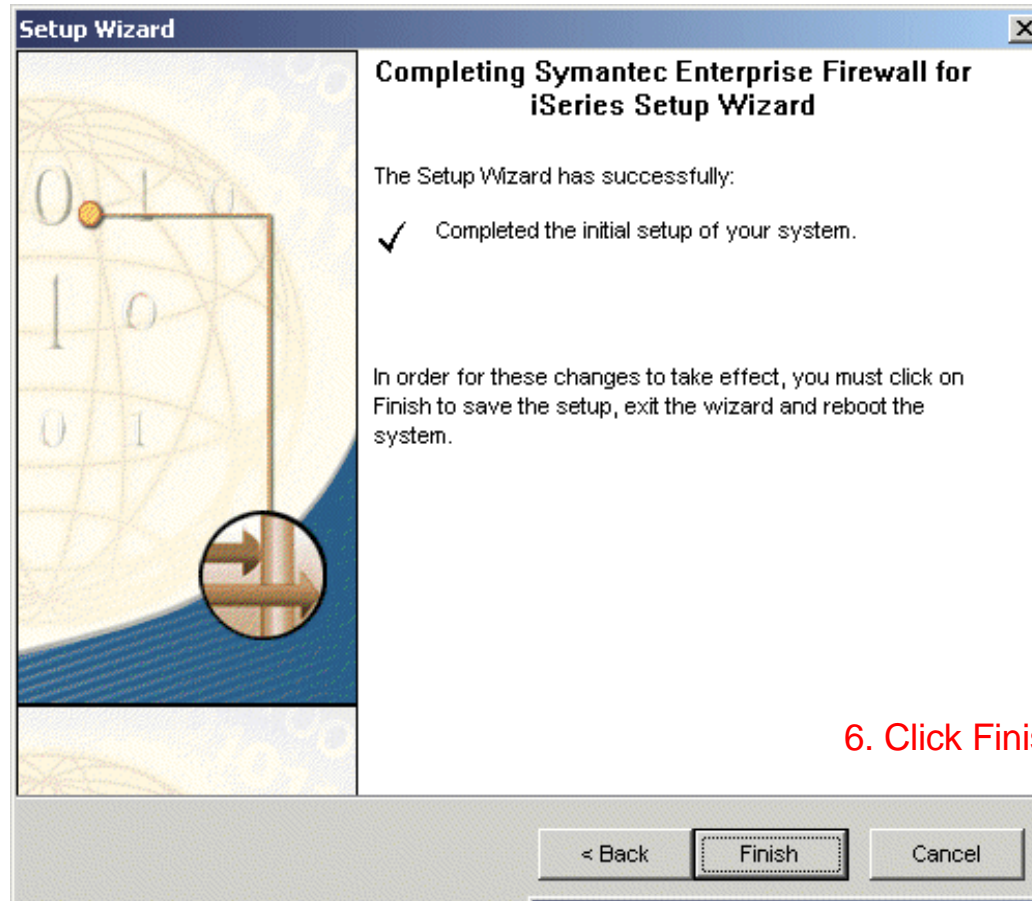 Setup Wizard
Completing Symantec Enterprise Firewall for
iSeries Setup Wizard
The Setup Wizard has successfully:
✓ Completed the initial setup of your system.
In order for these changes to take effect, you must click on
Finish to save the setup, exit the wizard and reboot the
system.
6. Click Finis
< Back Finish Cancel